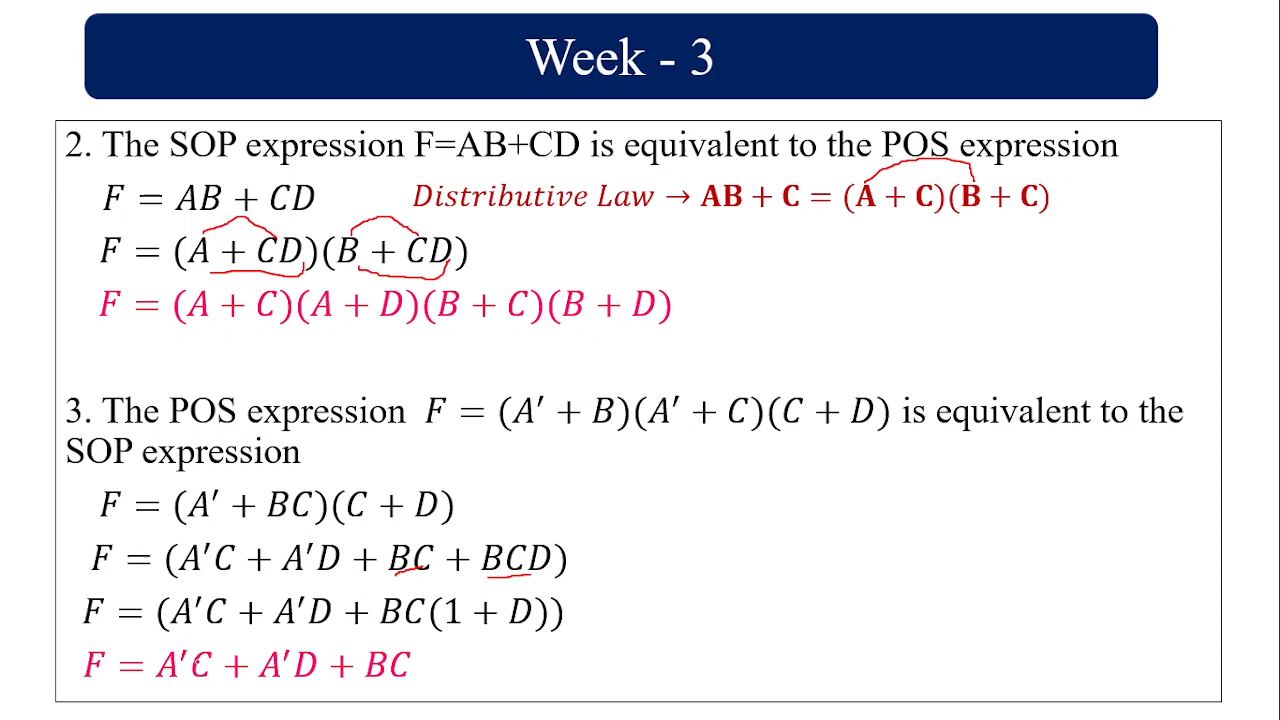 Week - 3
2. The SOP expression F=AB+CD is equivalent to the POS expression
F = AB + CD Distributive Law → AB + C = (A + C)(B + C)
F = (A + CD)(B + CD)
F = (A + C)(A + D)(B + C)(B + D)
3. The POS expression F = (A′ + B)(A′ + C)(C + D) is equivalent to the
SOP expression
F = (A′ + BC)(C + D)
F = (A′C + A′D + BC + BCD)
F = (A′C + A′D + BC(1 + D))
F = A′C + A′D + BC